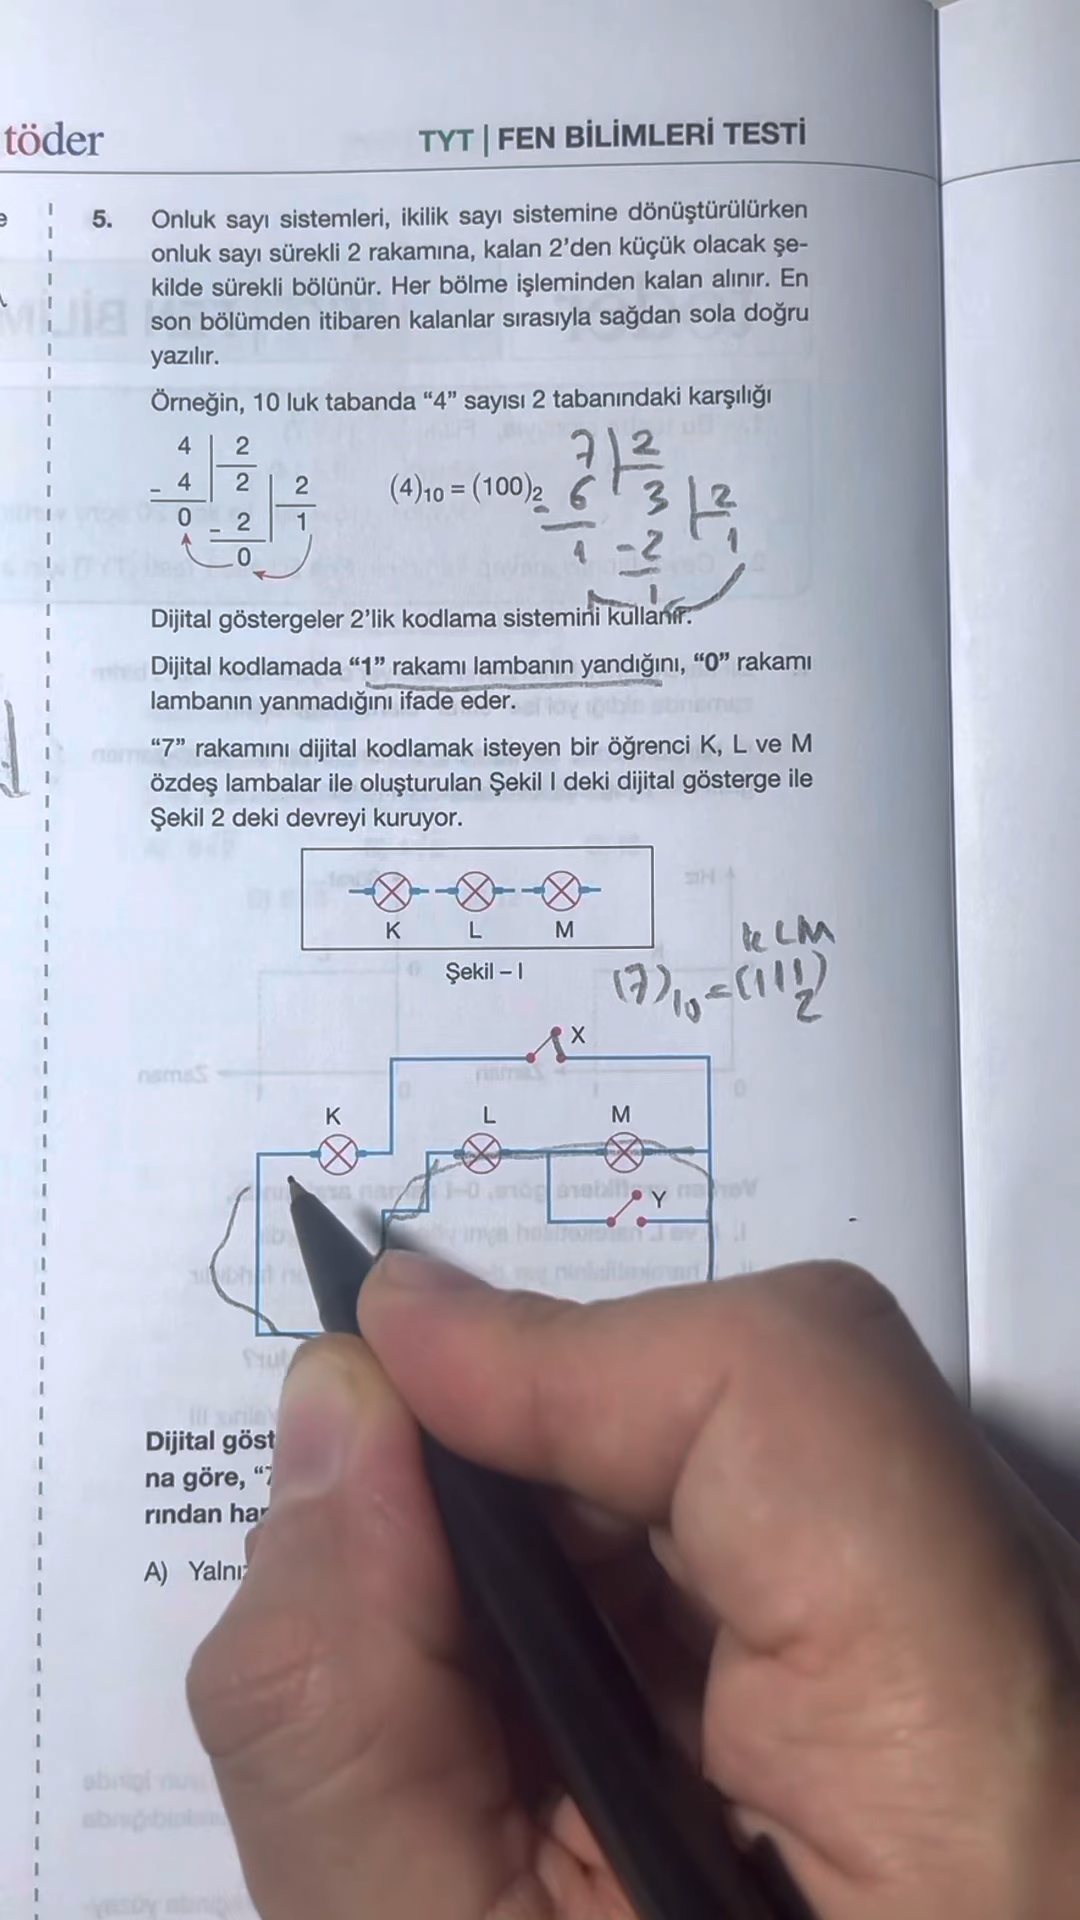 töder
TYT | FEN BİLİMLERİ TESTİ
5. Onluk sayı sistemleri, ikilik sayı sistemine dönüştürülürken
onluk sayı sürekli 2 rakamına, kalan 2'den küçük olacak şe-
kilde sürekli bölünür. Her bölme işleminden kalan alınır. En
son bölümden itibaren kalanlar sırasıyla sağdan sola doğru
yazılır.
Örneğin, 10 luk tabanda “4” sayısı 2 tabanındaki karşılığı
4 2
- 4 2 2
0 - 2 1
0
(4)₁₀ = (100)₂
7 2
- 6 3 2
1 - 2 1
1
Dijital göstergeler 2'lik kodlama sistemini kullanır.
Dijital kodlamada “1” rakamı lambanın yandığını, “0” rakamı
lambanın yanmadığını ifade eder.
“7” rakamını dijital kodlamak isteyen bir öğrenci K, L ve M
özdeş lambalar ile oluşturulan Şekil I deki dijital gösterge ile
Şekil 2 deki devreyi kuruyor.
K L M
Şekil – I
K L M
(7)₁₀ = (111)₂
X
K L M
Y
Dijital göst
na göre, “7
rından har
A) Yalnız